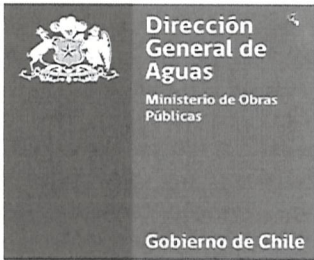 Dirección
General de
Aguas
Ministerio de Obras
Públicas
Gobierno de Chile